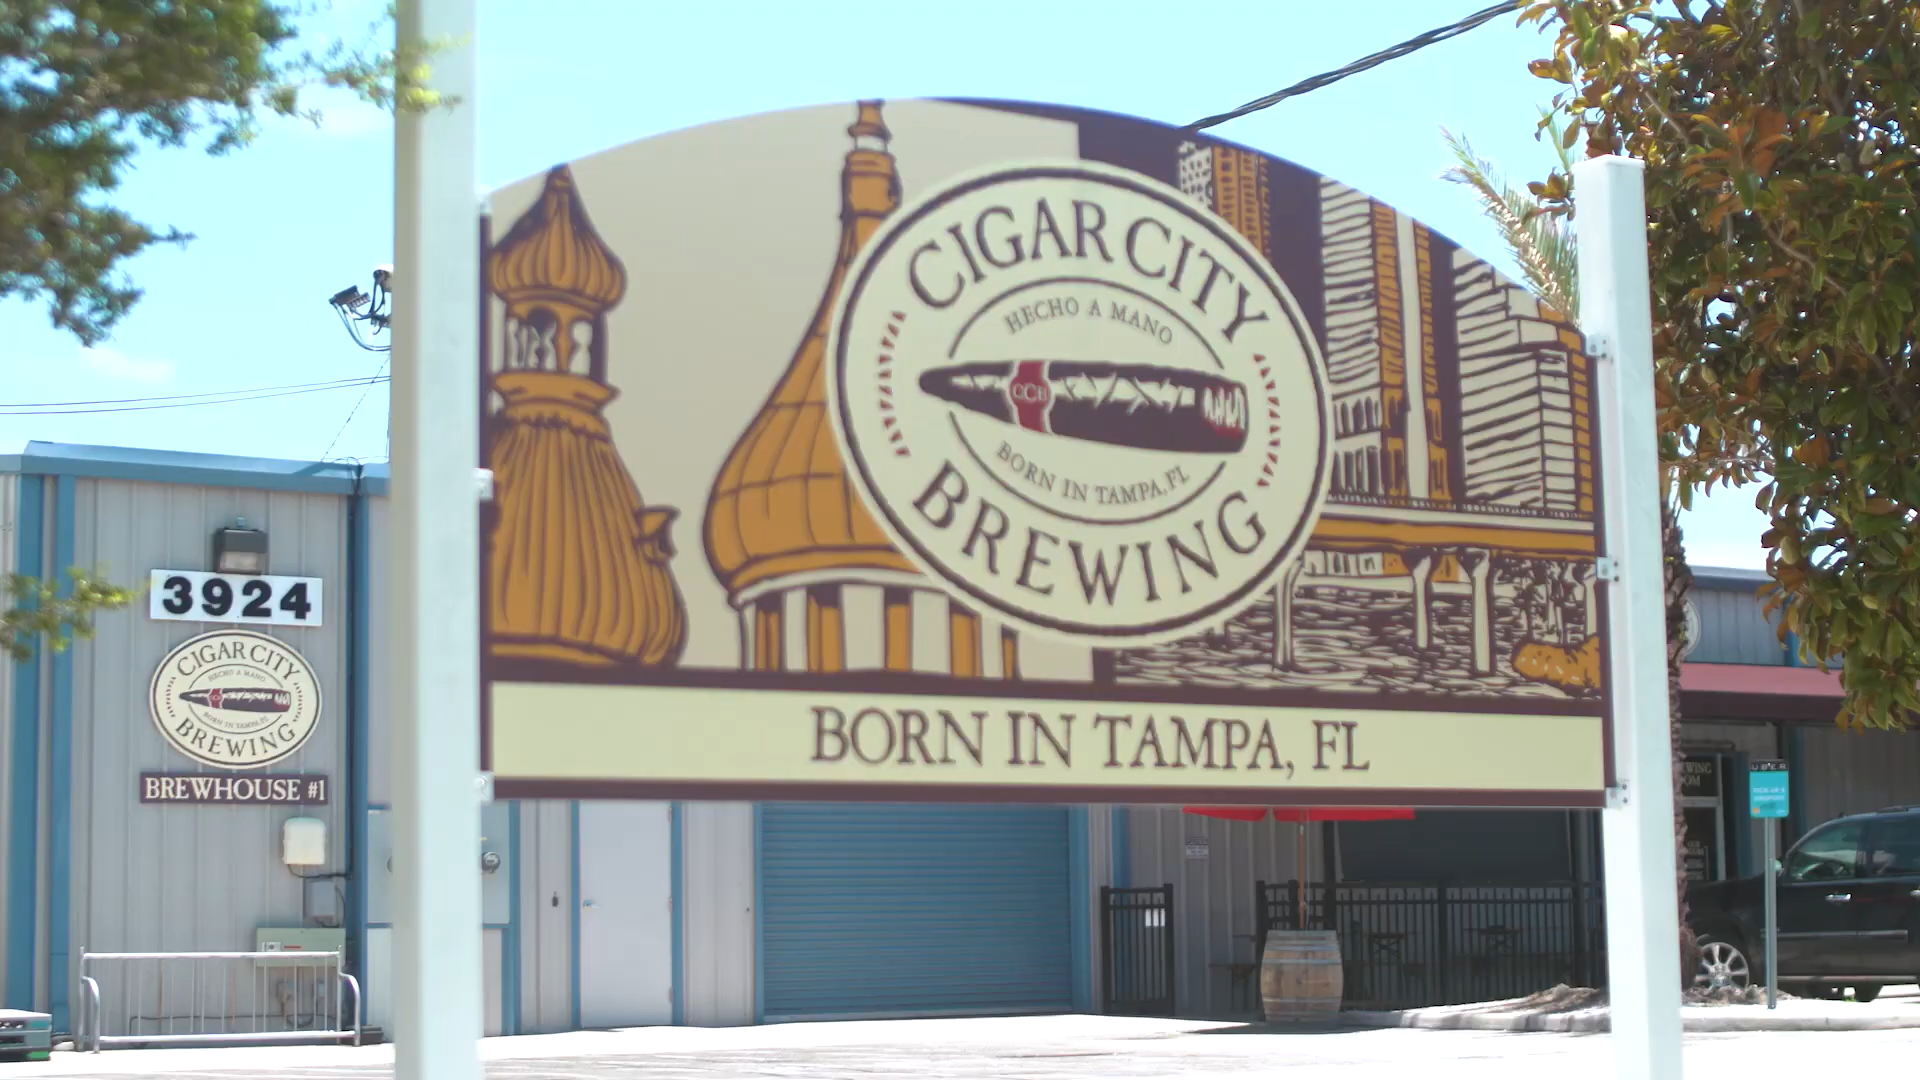 CIGAR CITY
HECHO A MANO
CCB
BORN IN TAMPA, FL
BREWING
BORN IN TAMPA, FL
3924
CIGAR CITY
HECHO A MANO
BORN IN TAMPA, FL
BREWING
BREWHOUSE #1
UBER